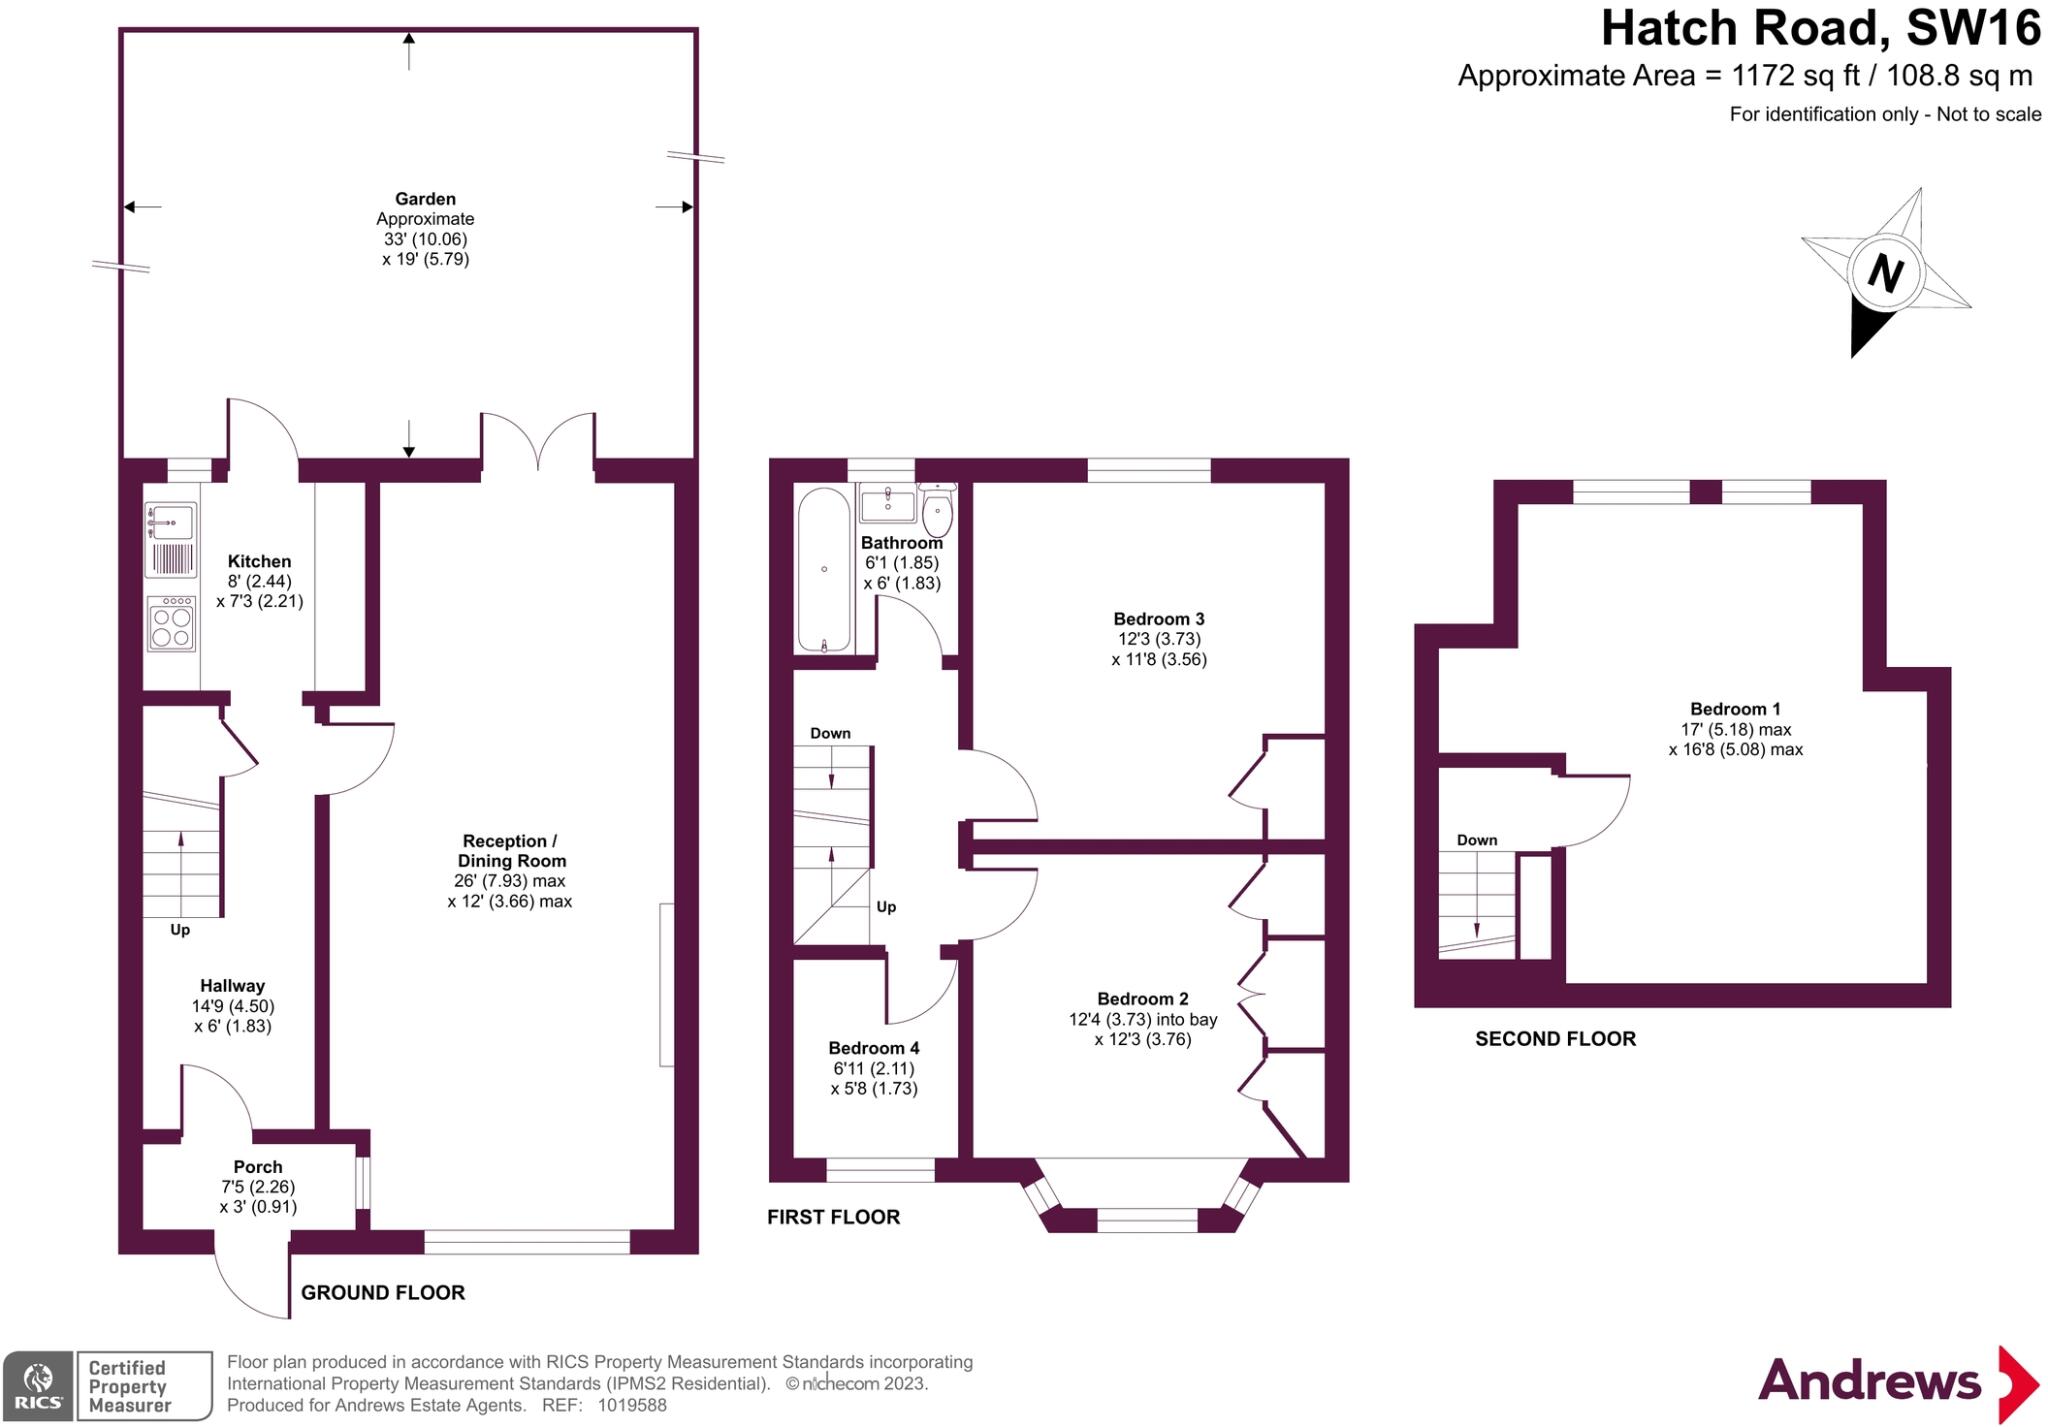 Hatch Road, SW16
Approximate Area = 1172 sq ft / 108.8 sq m
For identification only - Not to scale
N
Garden
Approximate
33' (10.06)
x 19' (5.79)
Kitchen
8' (2.44)
x 7'3 (2.21)
Reception /
Dining Room
26' (7.93) max
x 12' (3.66) max
Up
Hallway
14'9 (4.50)
x 6' (1.83)
Porch
7'5 (2.26)
x 3' (0.91)
GROUND FLOOR
Bathroom
6'1 (1.85)
x 6' (1.83)
Bedroom 3
12'3 (3.73)
x 11'8 (3.56)
Down
Up
Bedroom 2
12'4 (3.73) into bay
x 12'3 (3.76)
Bedroom 4
6'11 (2.11)
x 5'8 (1.73)
FIRST FLOOR
Bedroom 1
17' (5.18) max
x 16'8 (5.08) max
Down
SECOND FLOOR
RICS
Certified
Property
Measurer
Floor plan produced in accordance with RICS Property Measurement Standards incorporating
International Property Measurement Standards (IPMS2 Residential). © nichecom 2023.
Produced for Andrews Estate Agents. REF: 1019588
Andrews